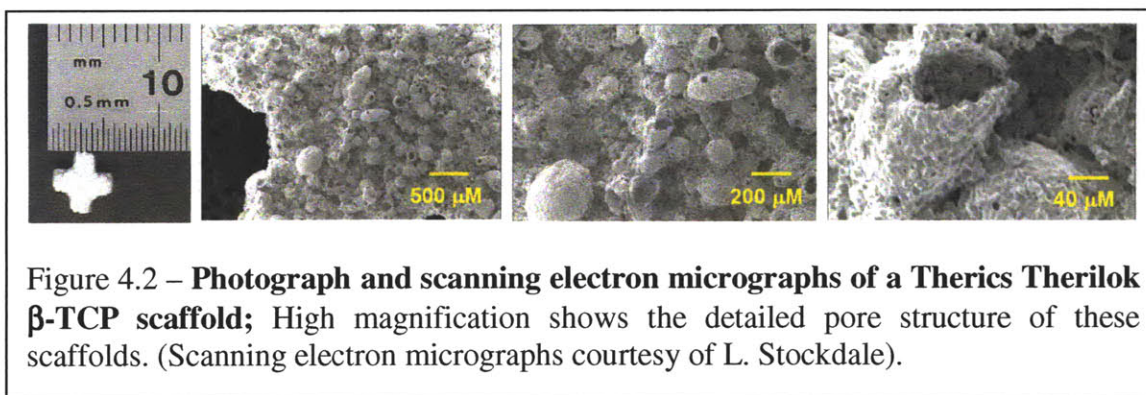 mm
10
0.5mm
500 µM
200 µM
40 µM
Figure 4.2 – Photograph and scanning electron micrographs of a Therics Therilok
β-TCP scaffold; High magnification shows the detailed pore structure of these
scaffolds. (Scanning electron micrographs courtesy of L. Stockdale).